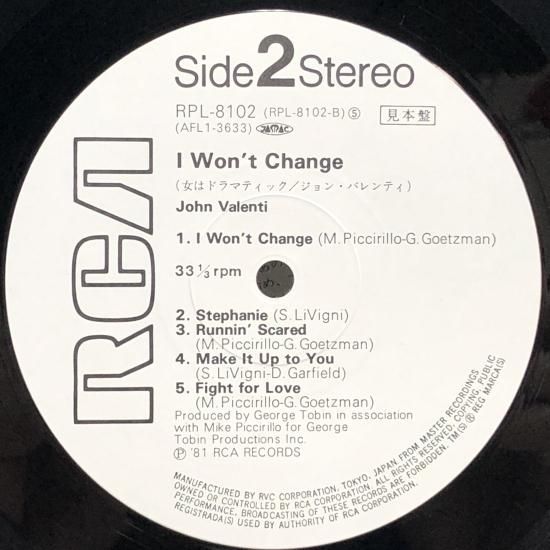 Side 2 Stereo
RPL-8102 (RPL-8102-B) ⑤ 見本盤
(AFL1-3633) JASRAC
I Won't Change
(女はドラマティック/ジョン・バレンティ)
John Valenti
1. I Won't Change (M.Piccirillo-G.Goetzman)
33 1/3 rpm
2. Stephanie (S.LiVigni)
3. Runnin' Scared
(M.Piccirillo-G.Goetzman)
4. Make It Up to You
(S.LiVigni-D.Garfield)
5. Fight for Love
(M.Piccirillo-G.Goetzman)
Produced by George Tobin in association
with Mike Piccirillo for George
Tobin Productions Inc.
Ⓟ '81 RCA RECORDS
RCA
MANUFACTURED BY RVC CORPORATION, TOKYO, JAPAN FROM MASTER RECORDINGS
OWNED OR CONTROLLED BY RCA CORPORATION. ALL RIGHTS RESERVED, COPYING, PUBLIC
PERFORMANCE, BROADCASTING OF THESE RECORDS ARE FORBIDDEN. TM(S) ® REG MARCA(S)
REGISTRADA(S) USED BY AUTHORITY OF RCA CORPORATION.